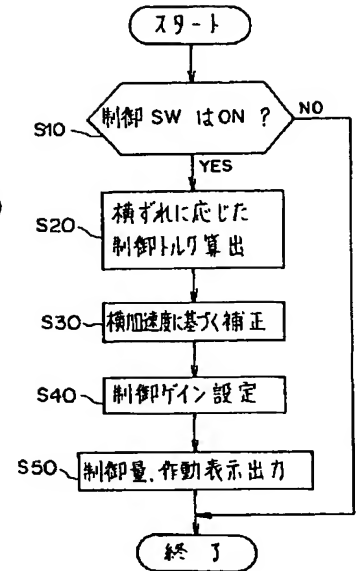 スタート
S10
制御 SW はON ?
NO
YES
S20
横ずれに応じた
制御トルク算出
S30
横加速度に基づく補正
S40
制御ゲイン設定
S50
制御量、作動表示出力
終了